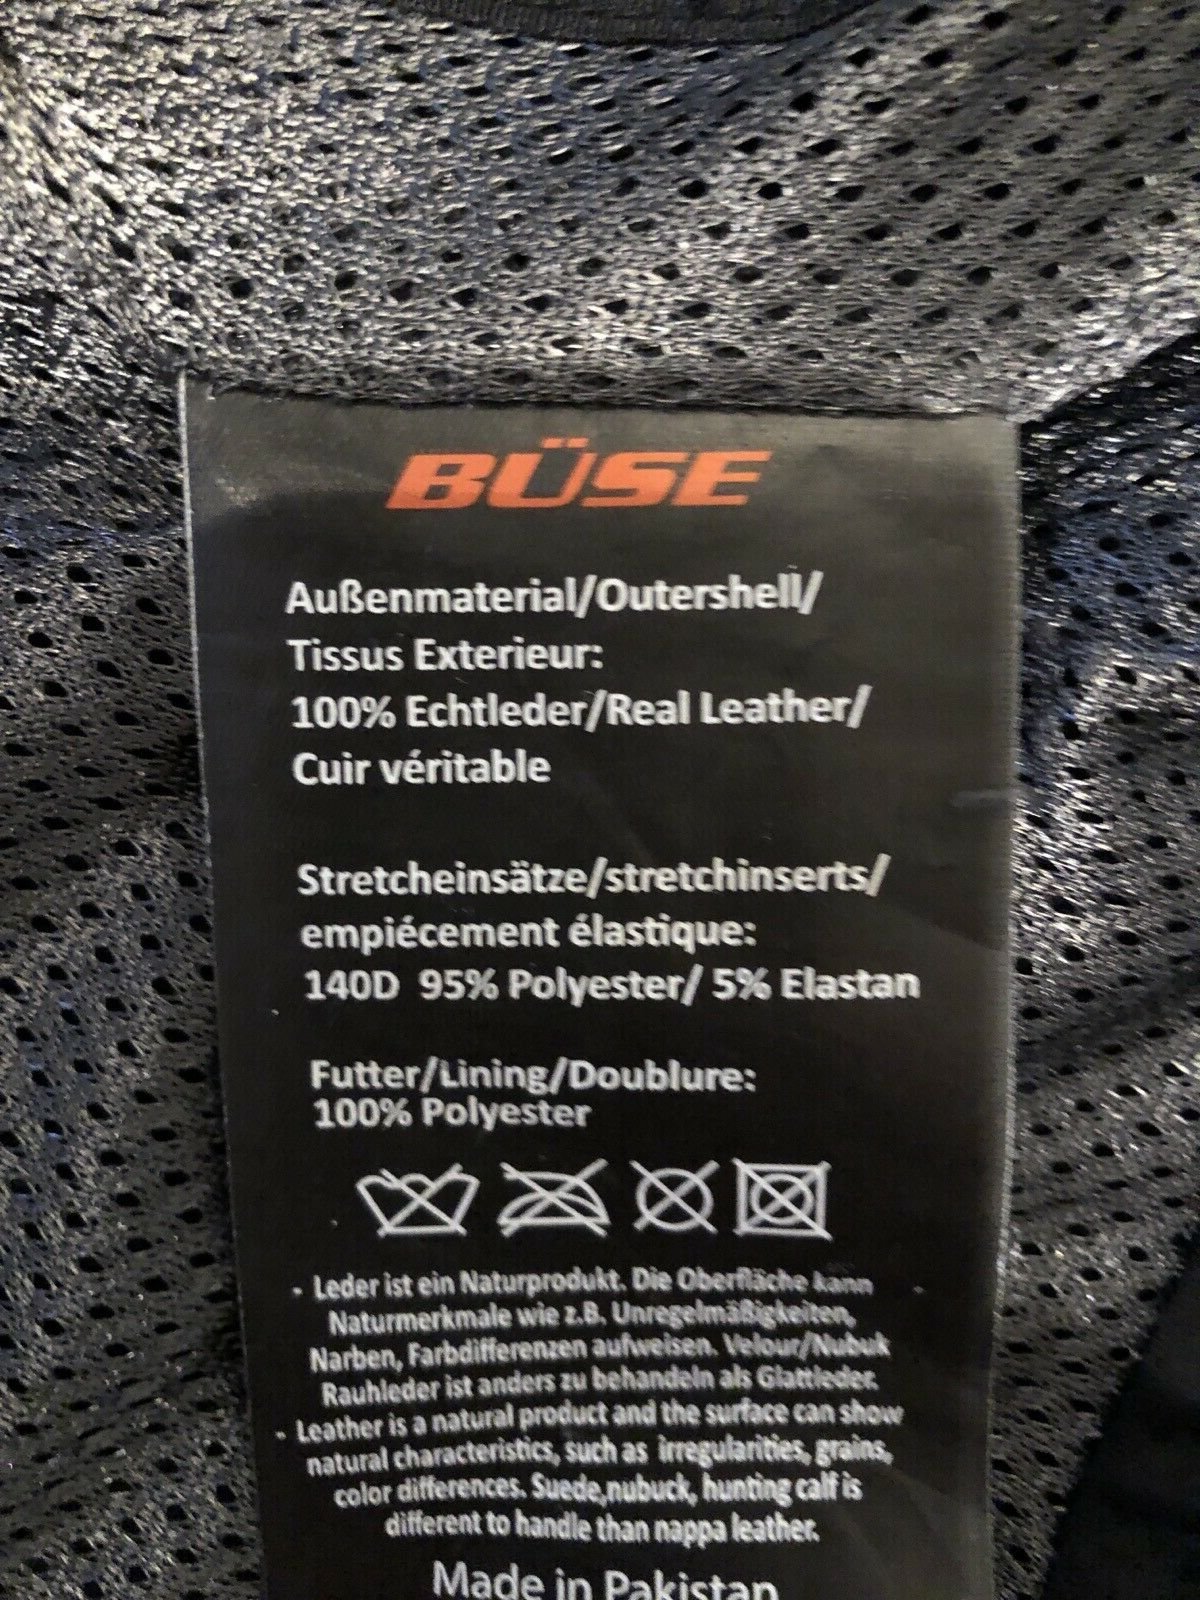 BÜSE
Außenmaterial/Outershell/
Tissus Exterieur:
100% Echtleder/Real Leather/
Cuir véritable
Stretcheinsätze/stretchinserts/
empiécement élastique:
140D 95% Polyester/ 5% Elastan
Futter/Lining/Doublure:
100% Polyester
- Leder ist ein Naturprodukt. Die Oberfläche kann -
Naturmerkmale wie z.B. Unregelmäßigkeiten,
Narben, Farbdifferenzen aufweisen. Velour/Nubuk
Rauhleder ist anders zu behandeln als Glattleder.
- Leather is a natural product and the surface can show
natural characteristics, such as irregularities, grains,
color differences. Suede,nubuck, hunting calf is
different to handle than nappa leather.
Made in Pakistan